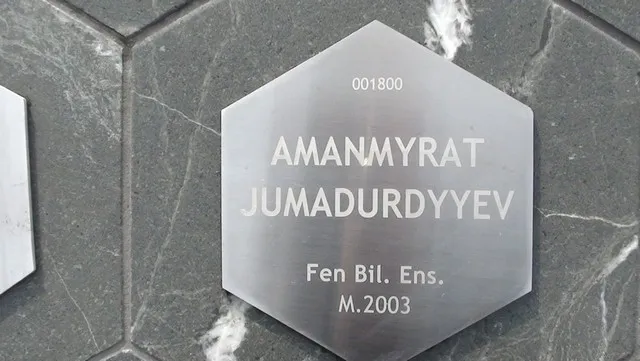 001800
AMANMYRAT
JUMADURDYYEV
Fen Bil. Ens.
M.2003